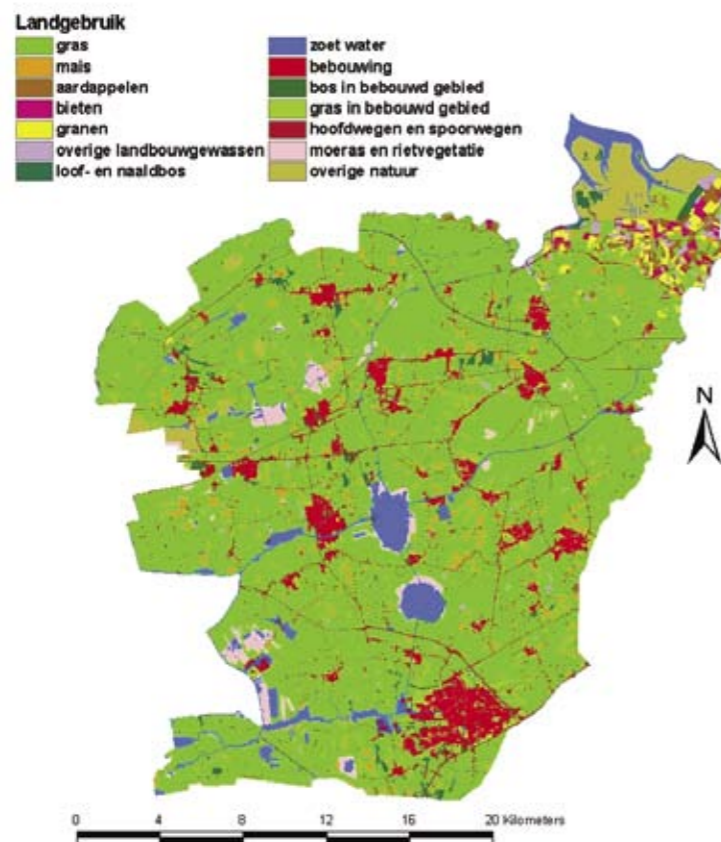 Landgebruik
gras
mais
aardappelen
bieten
granen
overige landbouwgewassen
loof- en naaldbos
zoet water
bebouwing
bos in bebouwd gebied
gras in bebouwd gebied
hoofdwegen en spoorwegen
moeras en rietvegetatie
overige natuur
N
0 4 8 12 16 20 Kilometers